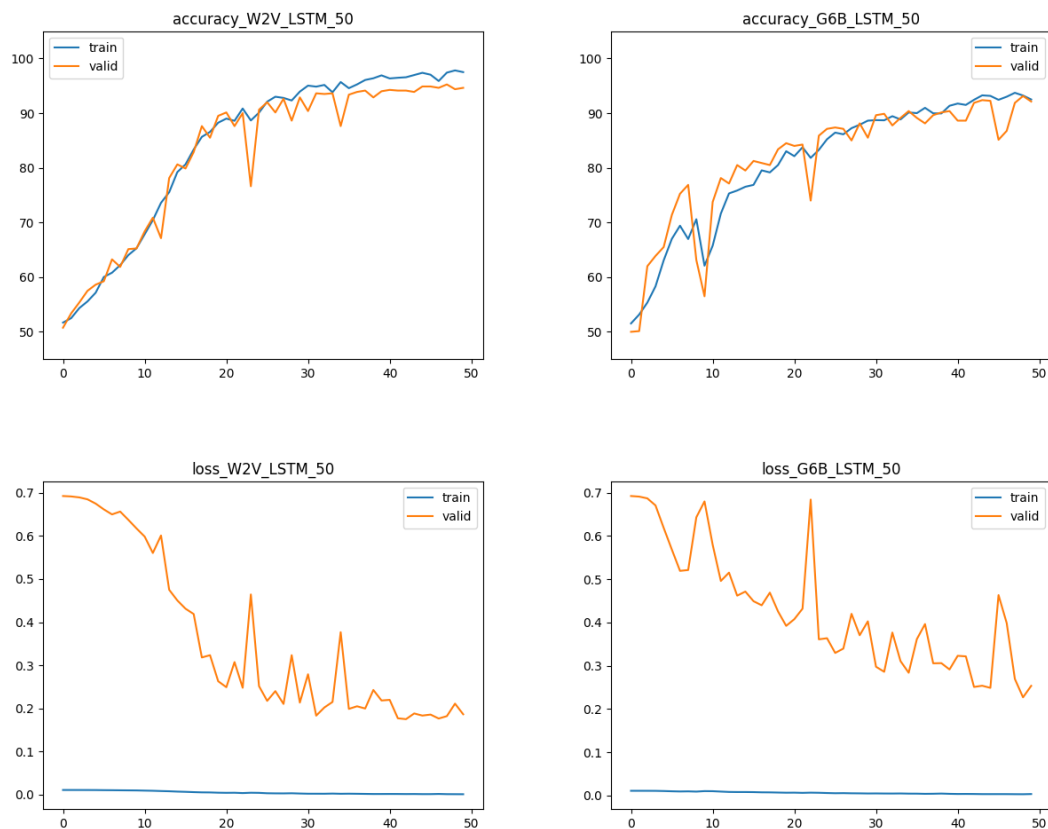 accuracy_W2V_LSTM_50
train
valid
100
90
80
70
60
50
0 10 20 30 40 50
accuracy_G6B_LSTM_50
train
valid
100
90
80
70
60
50
0 10 20 30 40 50
loss_W2V_LSTM_50
train
valid
0.7
0.6
0.5
0.4
0.3
0.2
0.1
0.0
0 10 20 30 40 50
loss_G6B_LSTM_50
train
valid
0.7
0.6
0.5
0.4
0.3
0.2
0.1
0.0
0 10 20 30 40 50